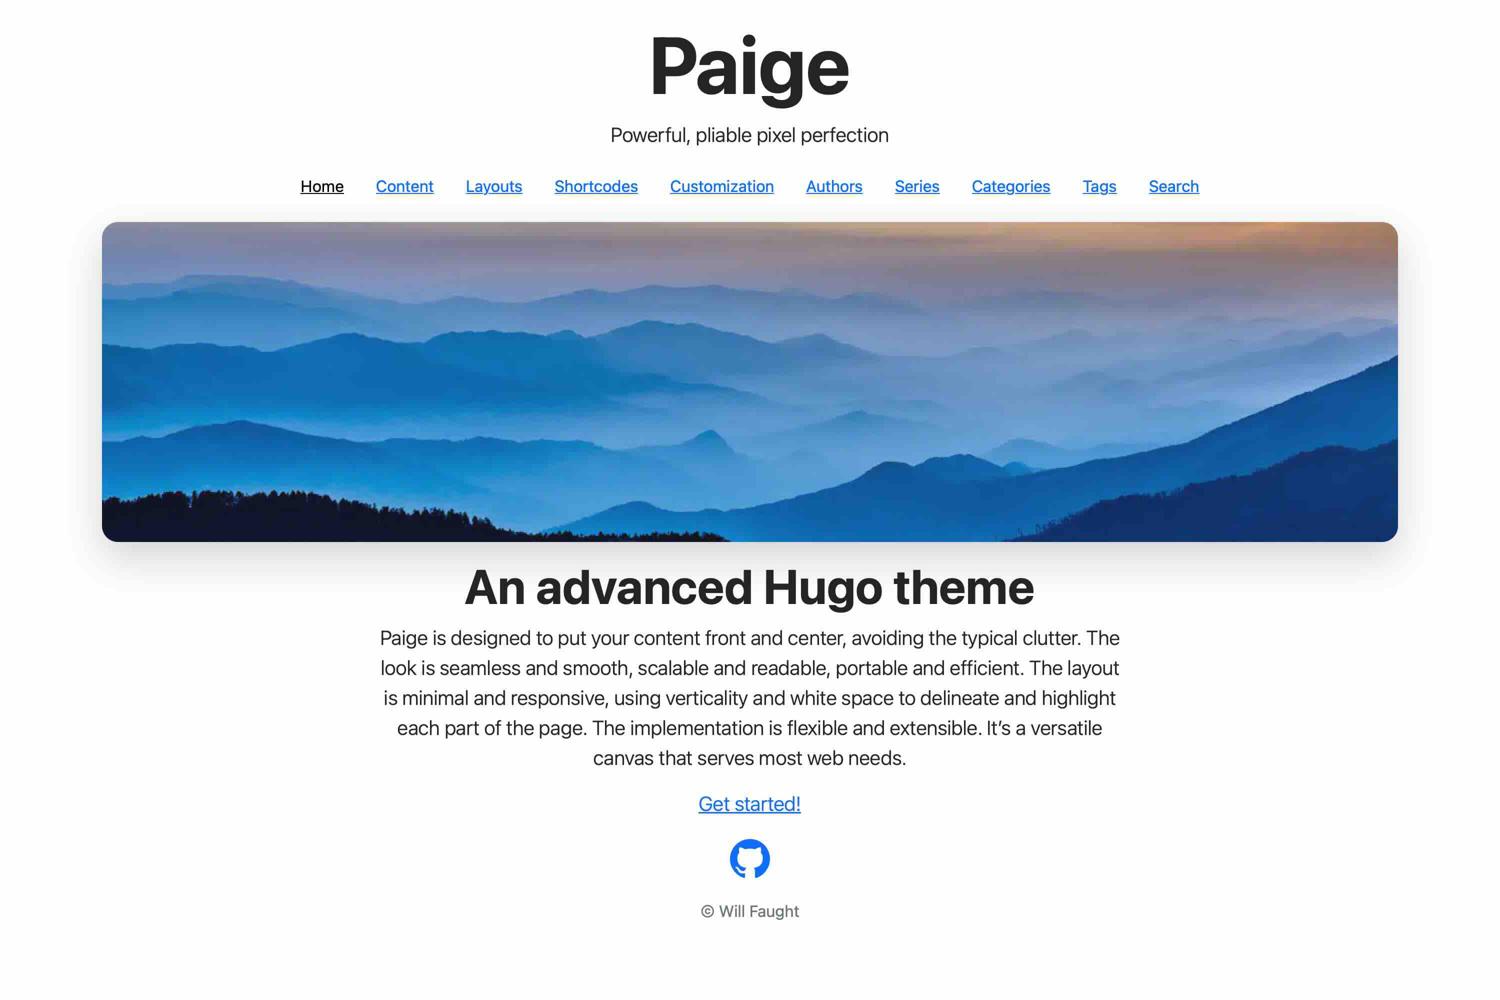 Paige
Powerful, pliable pixel perfection
Home Content Layouts Shortcodes Customization Authors Series Categories Tags Search
An advanced Hugo theme
Paige is designed to put your content front and center, avoiding the typical clutter. The
look is seamless and smooth, scalable and readable, portable and efficient. The layout
is minimal and responsive, using verticality and white space to delineate and highlight
each part of the page. The implementation is flexible and extensible. It’s a versatile
canvas that serves most web needs.
Get started!
© Will Faught